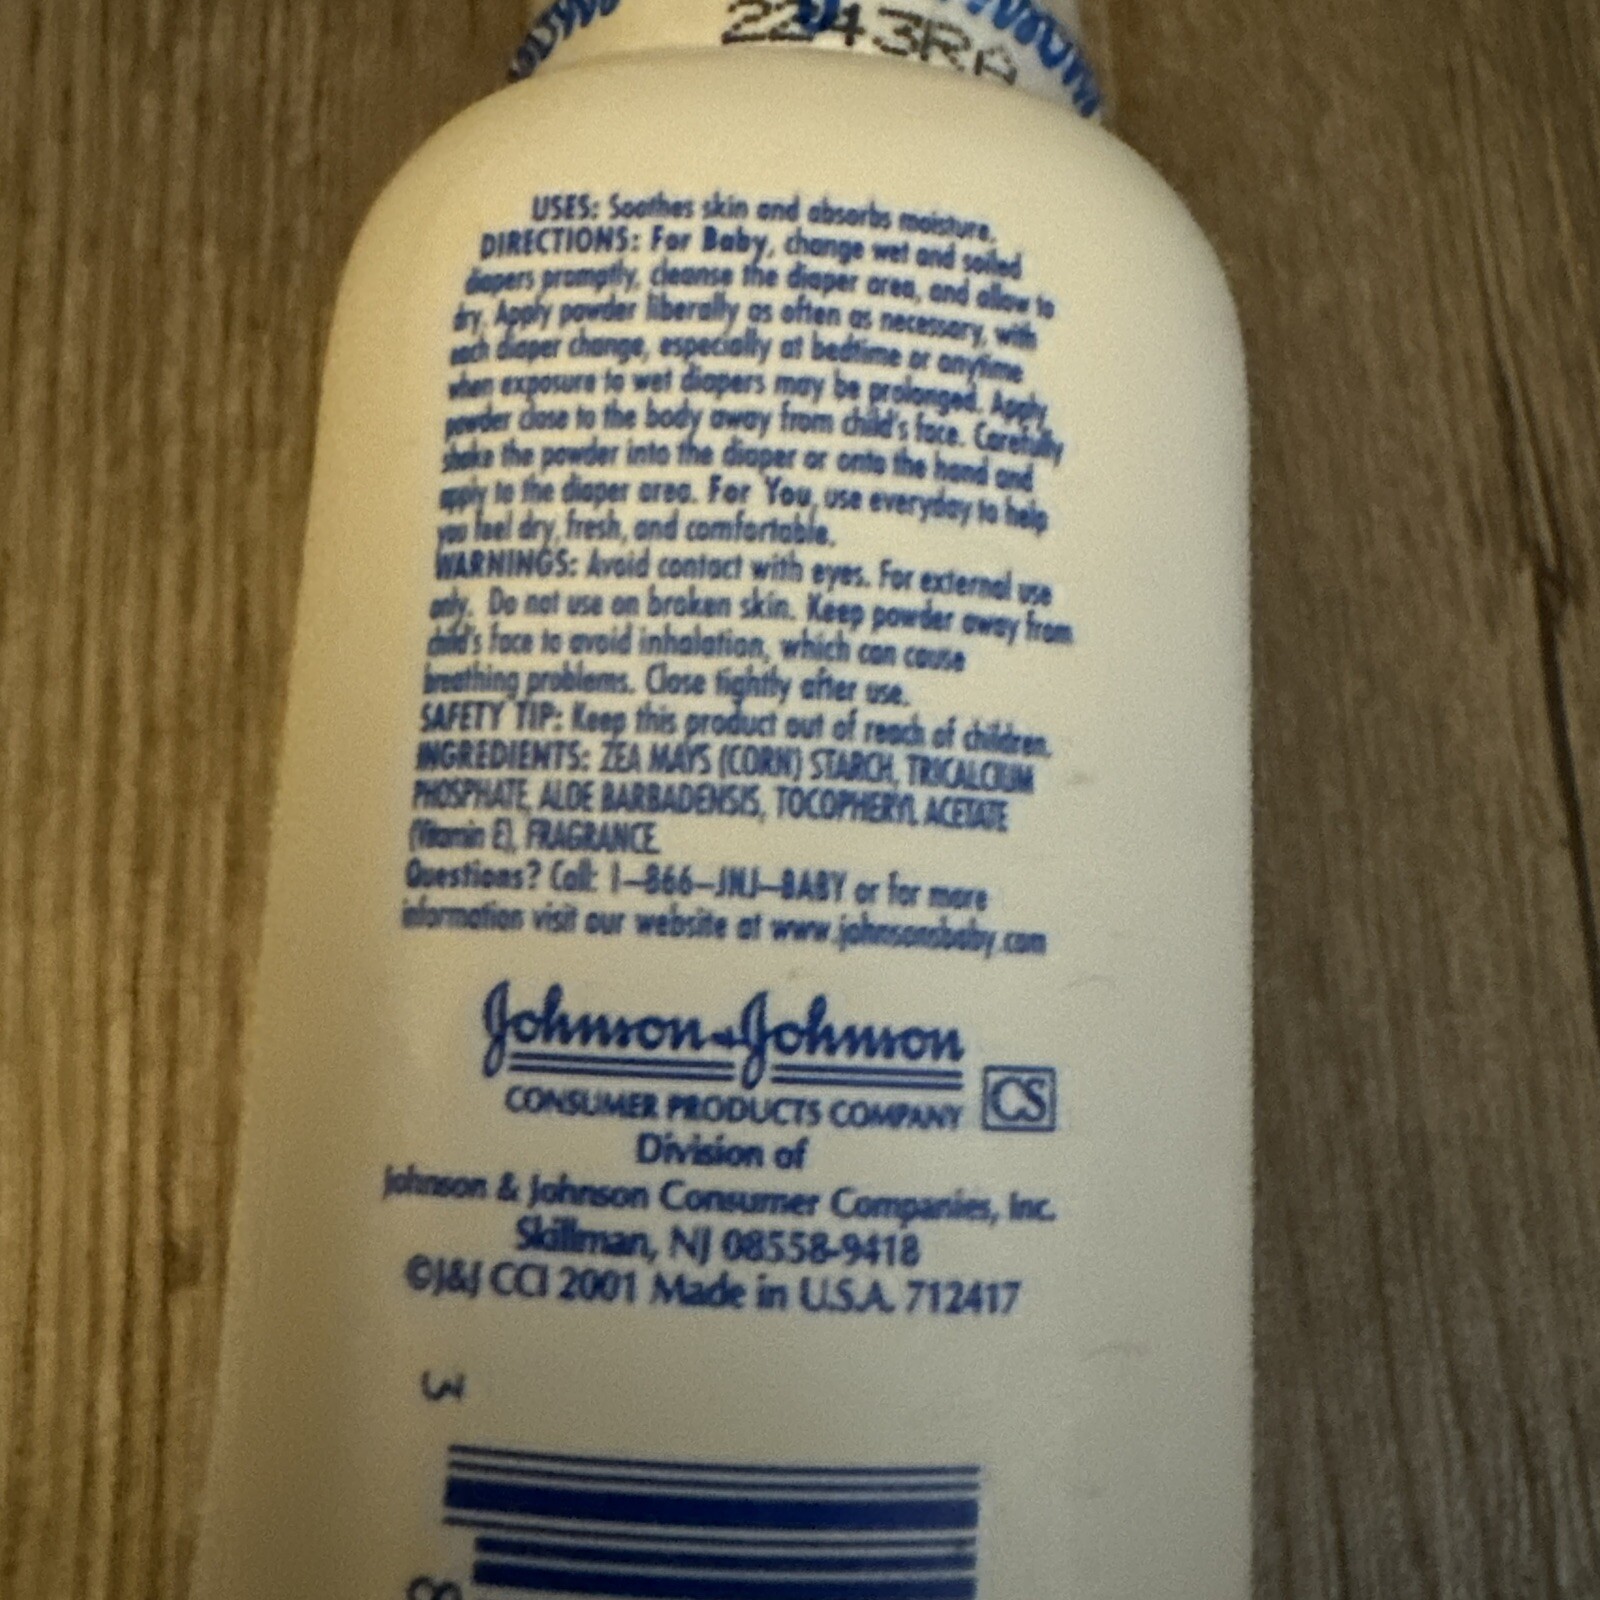 2243RA
USES: Soothes skin and absorbs moisture.
DIRECTIONS: For Baby, change wet and soiled
diapers promptly, cleanse the diaper area, and allow to
dry. Apply powder liberally as often as necessary, with
each diaper change, especially at bedtime or anytime
when exposure to wet diapers may be prolonged. Apply
powder close to the body away from child's face. Carefully
shake the powder into the diaper or onto the hand and
apply to the diaper area. For You, use everyday to help
you feel dry, fresh, and comfortable.
WARNINGS: Avoid contact with eyes. For external use
only. Do not use on broken skin. Keep powder away from
child's face to avoid inhalation, which can cause
breathing problems. Close tightly after use.
SAFETY TIP: Keep this product out of reach of children.
INGREDIENTS: ZEA MAYS (CORN) STARCH, TRICALCIUM
PHOSPHATE, ALOE BARBADENSIS, TOCOPHERYL ACETATE
(Vitamin E), FRAGRANCE.
Questions? Call: 1-866-JNJ-BABY or for more
information visit our website at www.johnsonsbaby.com
Johnson+Johnson
CONSUMER PRODUCTS COMPANY CS
Division of
Johnson & Johnson Consumer Companies, Inc.
Skillman, NJ 08558-9418
©J&J CCI 2001 Made in U.S.A. 712417
3
8